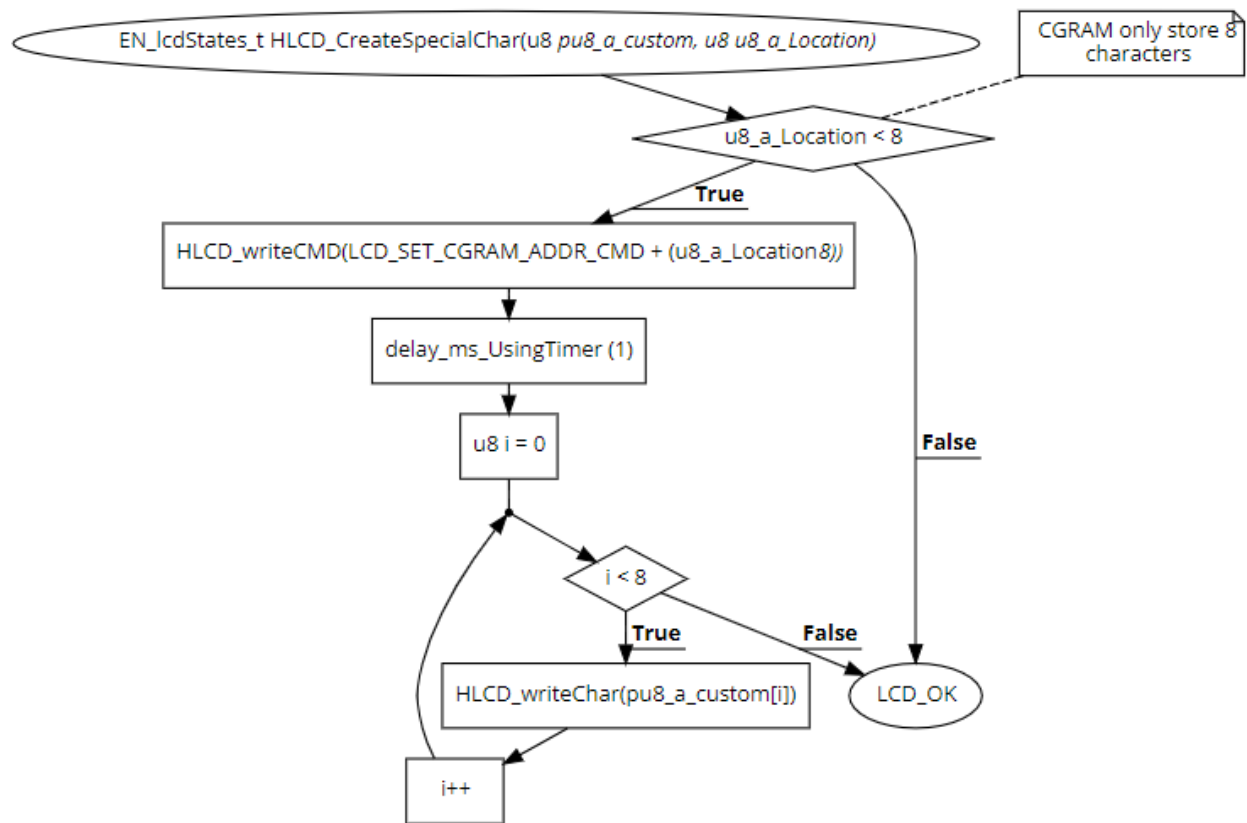 EN_lcdStates_t HLCD_CreateSpecialChar(u8 pu8_a_custom, u8 u8_a_Location)
CGRAM only store 8
characters
u8_a_Location < 8
True
HLCD_writeCMD(LCD_SET_CGRAM_ADDR_CMD + (u8_a_Location8))
delay_ms_UsingTimer (1)
u8 i = 0
False
i < 8
True
False
HLCD_writeChar(pu8_a_custom[i])
LCD_OK
i++